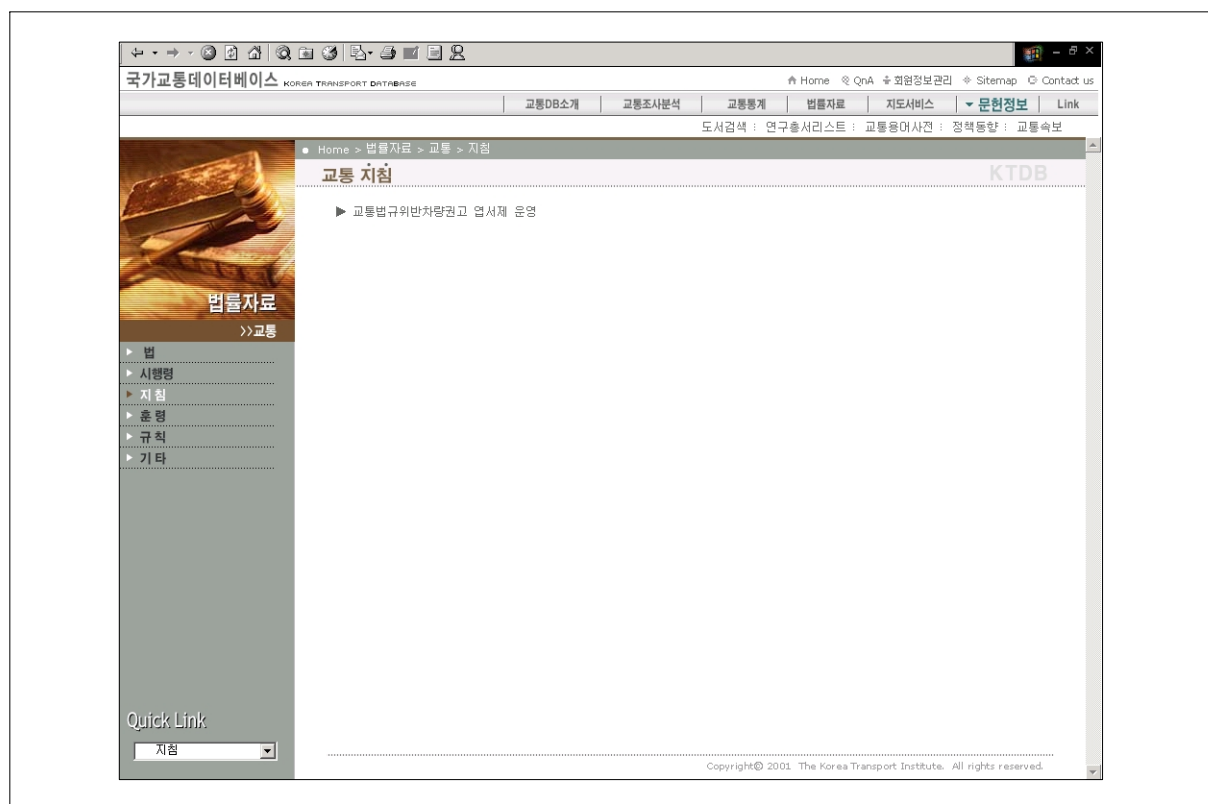 국가교통데이터베이스 KOREA TRANSPORT DATABASE
Home QnA 회원정보관리 Sitemap Contact us
교통DB소개 교통조사분석 교통통계 법률자료 지도서비스 문헌정보 Link
도서검색 : 연구총서리스트 : 교통용어사전 : 정책동향 : 교통속보
Home > 법률자료 > 교통 > 지침
교통 지침
KTDB
▶ 교통법규위반차량권고 엽서제 운영
법률자료
>>교통
법
시행령
지침
훈령
규칙
기타
Quick Link
지침
Copyright© 2001 The Korea Transport Institute. All rights reserved.